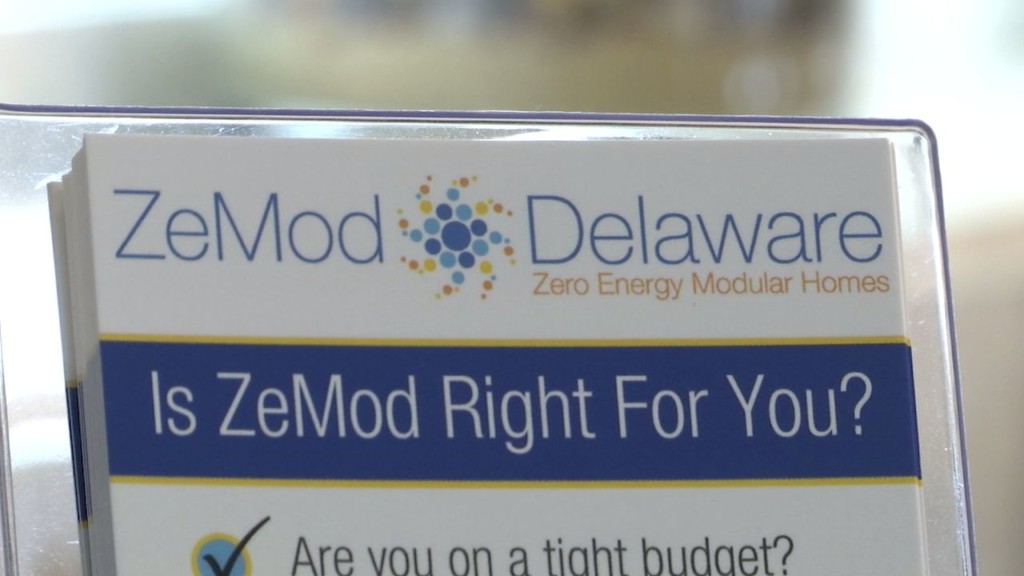 ZeMod Delaware
Zero Energy Modular Homes
Is ZeMod Right For You?
Are you on a tight budget?